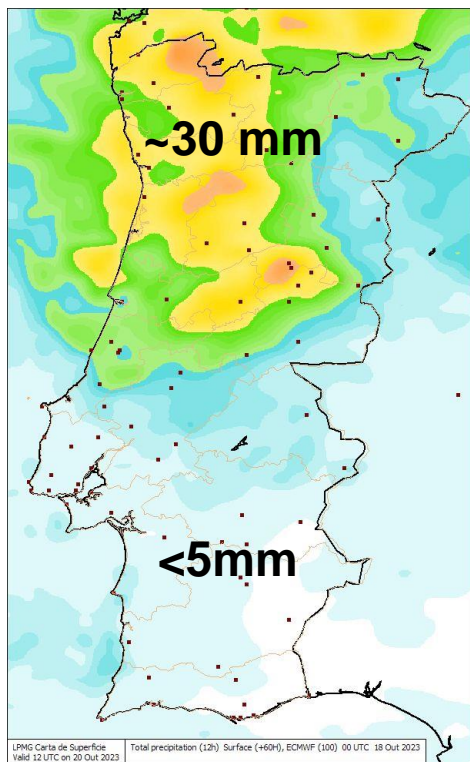 ~30 mm
<5mm
LPMG Carta de Superfície
Valid 12 UTC on 20 Out 2023
Total precipitation (12h) Surface (+60H), ECMWF (100) 00 UTC 18 Out 2023